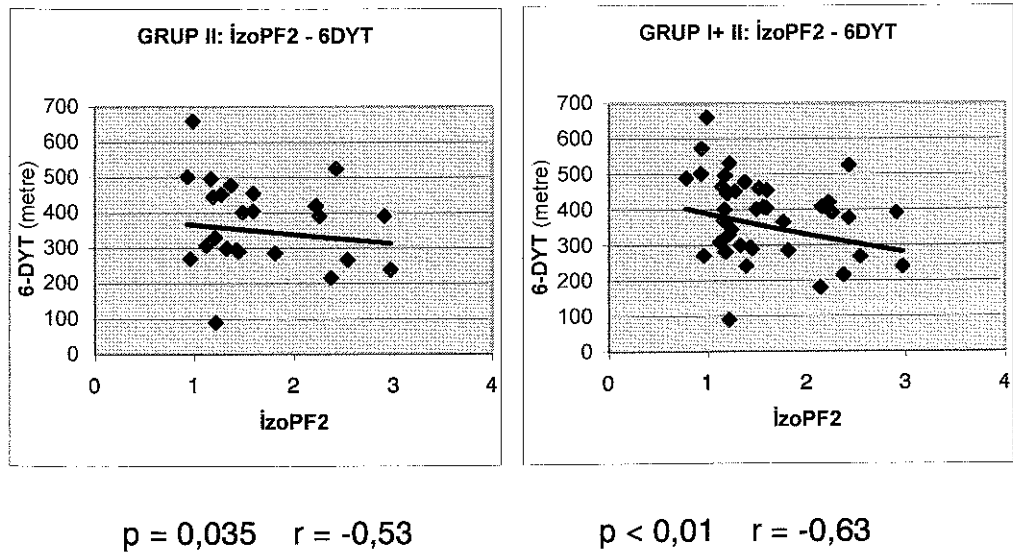 GRUP II: İzoPF2 - 6DYT
6-DYT (metre)
700
600
500
400
300
200
100
0
0 1 2 3 4
İzoPF2
p = 0,035 r = -0,53
GRUP I+ II: İzoPF2 - 6DYT
6-DYT (metre)
700
600
500
400
300
200
100
0
0 1 2 3 4
İzoPF2
p < 0,01 r = -0,63